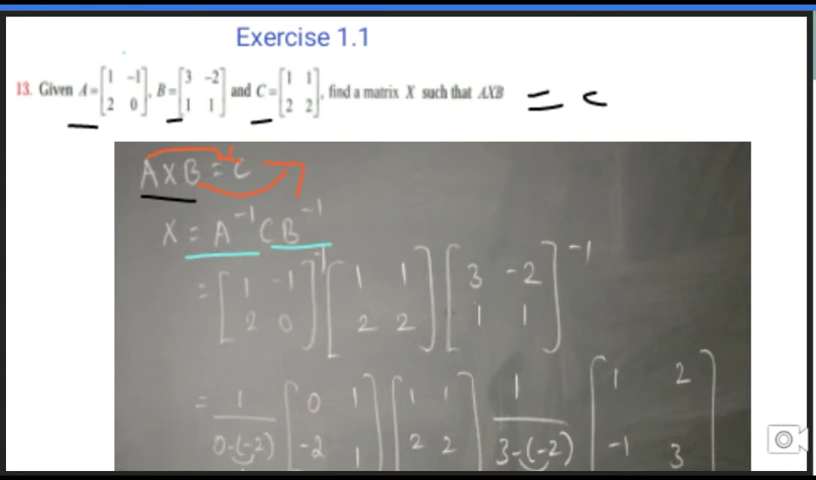 Exercise 1.1
13. Given A = [1 -1; 2 0], B = [3 -2; 1 1] and C = [1 1; 2 2], find a matrix X such that AXB = C
AXB = C
X = A⁻¹ C B⁻¹
= [1 -1; 2 0]⁻¹ [1 1; 2 2] [3 -2; 1 1]⁻¹
= 1/(0-(-2)) [0 1; -2 1] [1 1; 2 2] 1/(3-(-2)) [1 2; -1 3]